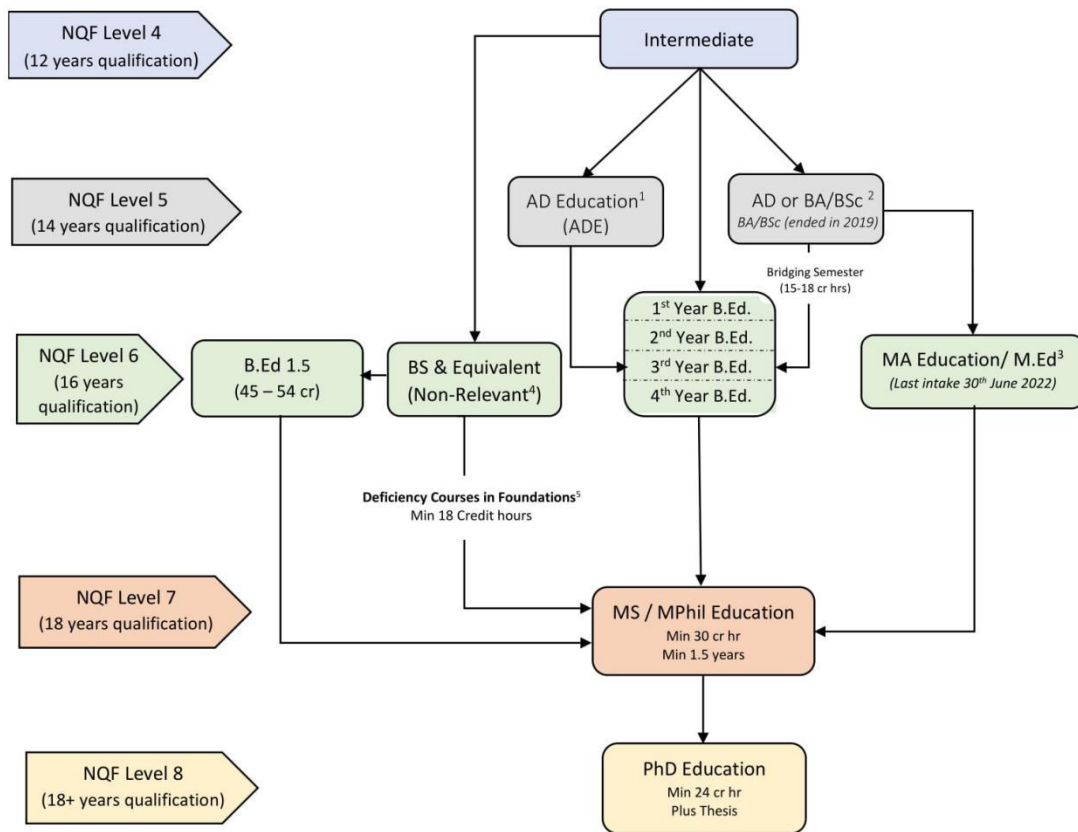 NQF Level 4
(12 years qualification)
Intermediate
NQF Level 5
(14 years qualification)
AD Education¹
(ADE)
AD or BA/BSc ²
BA/BSc (ended in 2019)
Bridging Semester
(15-18 cr hrs)
NQF Level 6
(16 years
qualification)
B.Ed 1.5
(45 – 54 cr)
BS & Equivalent
(Non-Relevant⁴)
1st Year B.Ed.
2nd Year B.Ed.
3rd Year B.Ed.
4th Year B.Ed.
MA Education/ M.Ed³
(Last intake 30th June 2022)
Deficiency Courses in Foundations⁵
Min 18 Credit hours
NQF Level 7
(18 years qualification)
MS / MPhil Education
Min 30 cr hr
Min 1.5 years
NQF Level 8
(18+ years qualification)
PhD Education
Min 24 cr hr
Plus Thesis